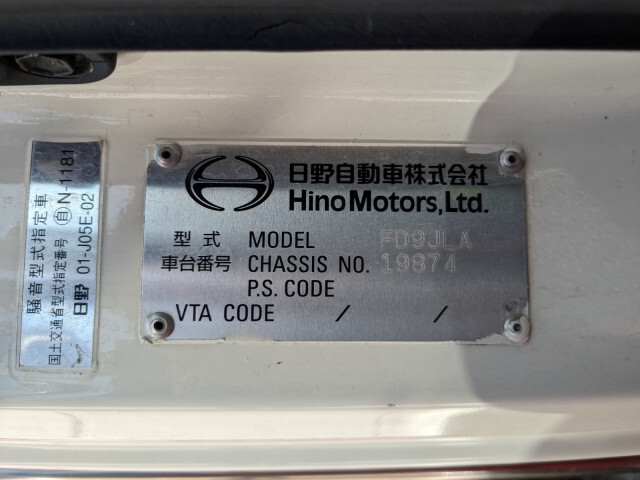 日野自動車株式会社
Hino Motors, Ltd.
型式 MODEL FD9JLA
車台番号 CHASSIS NO. 19874
P.S. CODE
VTA CODE / /
騒音型式指定車
国土交通省型式指定番号 自 N-1181
日野 01-J05E-02